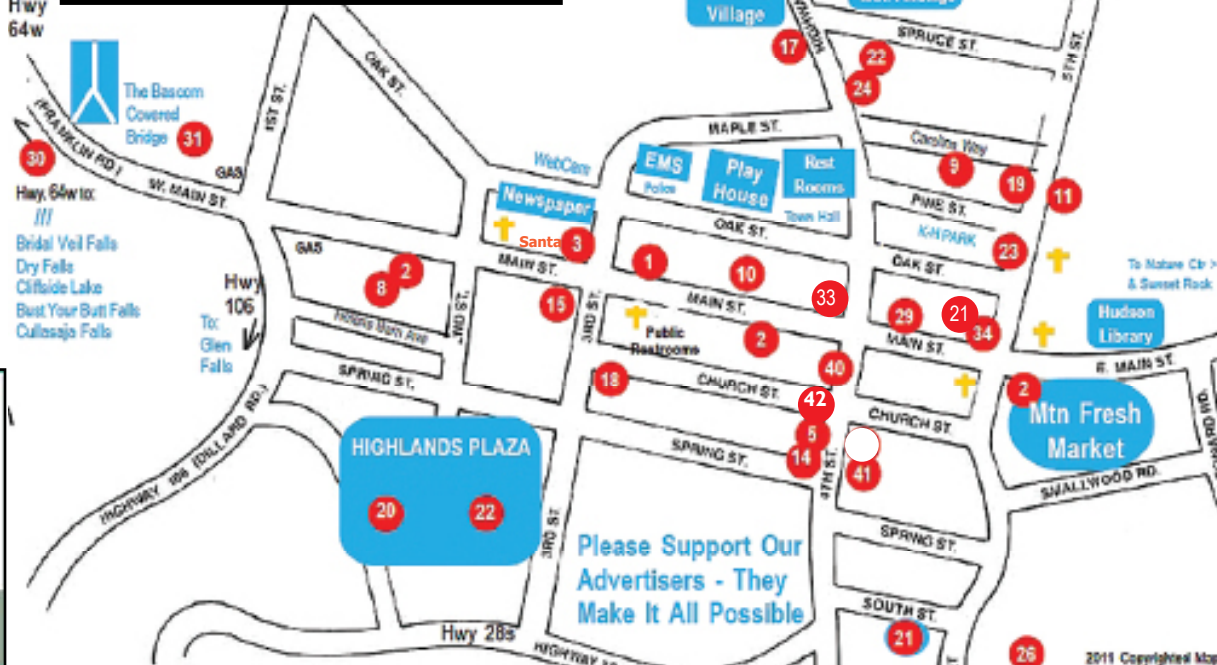 Hwy
64w
The Bascom
Covered
Bridge
31
30
(FRANKLIN RD.)
W. MAIN ST.
GAS
1ST ST.
OAK ST.
Hwy. 64w to:
///
Bridal Veil Falls
Dry Falls
Cliffside Lake
Bust Your Butt Falls
Cullasaja Falls
Hwy
106
To:
Glen
Falls
GAS
2
8
2ND ST.
SPRING ST.
HIGHWAY 106 (DILLARD RD.)
HIGHLANDS PLAZA
20
22
WebCam
Newspaper
Santa
3
MAIN ST.
15
3RD ST.
18
3RD ST.
Village
17
HIGHWAY
22
24
SPRUCE ST.
5TH ST.
MAPLE ST.
EMS
Police
Play
House
Rest
Rooms
Town Hall
OAK ST.
1
10
33
MAIN ST.
Public
Restrooms
2
40
CHURCH ST.
42
5
14
41
SPRING ST.
4TH ST.
Carolina Way
9
19
11
PINE ST.
K-H PARK
23
OAK ST.
29
21
34
MAIN ST.
To Nature Ctr >
& Sunset Rock
Hudson
Library
E. MAIN ST.
2
Mtn Fresh
Market
CHURCH ST.
SMALLWOOD RD.
SPRING ST.
SOUTH ST.
21
26
Please Support Our
Advertisers - They
Make It All Possible
Hwy 28s
2011 Copyrighted Map